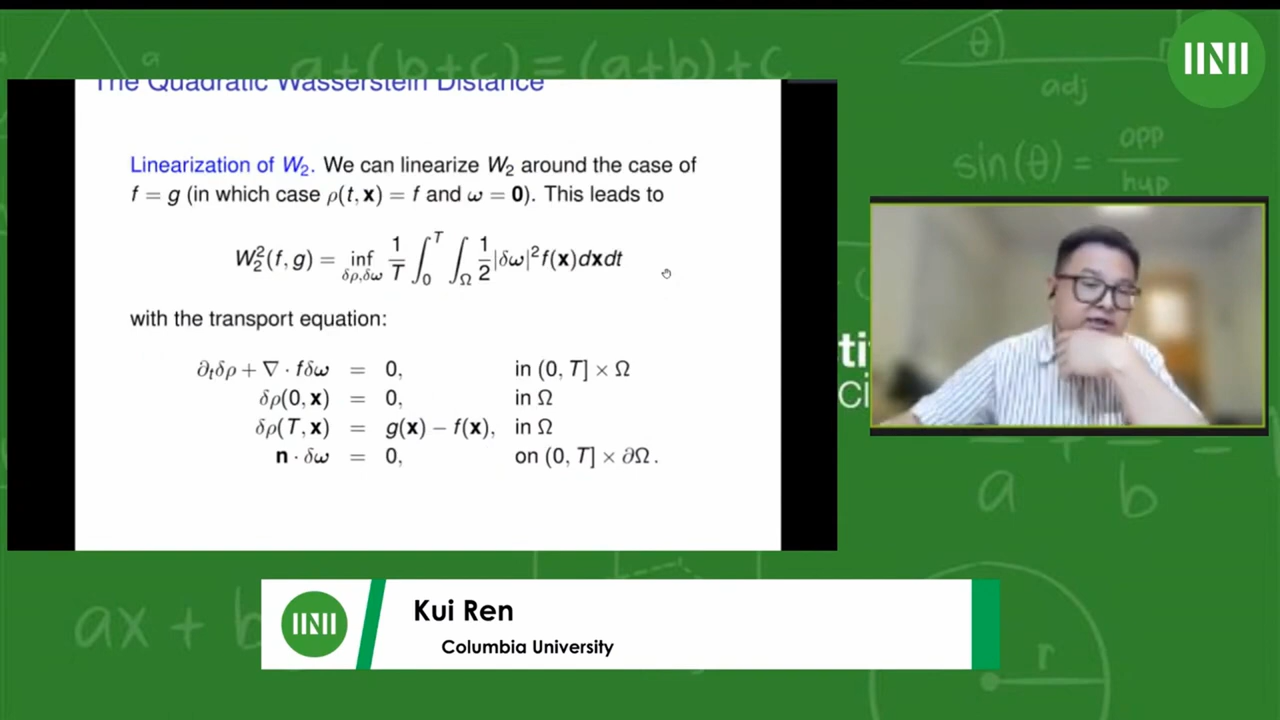 a+(b+c)=(a+b)+c
a
θ
adj
sin(θ) = opp
hyp
The Quadratic Wasserstein Distance
Linearization of W₂. We can linearize W₂ around the case of
f = g (in which case ρ(t, x) = f and ω = 0). This leads to
W₂²(f, g) = inf_{δρ,δω} 1/T ∫₀ᵀ ∫_Ω 1/2 |δω|² f(x)dxdt
with the transport equation:
∂ₜδρ + ∇ · fδω = 0, in (0, T] × Ω
δρ(0, x) = 0, in Ω
δρ(T, x) = g(x) − f(x), in Ω
n · δω = 0, on (0, T] × ∂Ω.
a
b
ax + b
r
Kui Ren
Columbia University